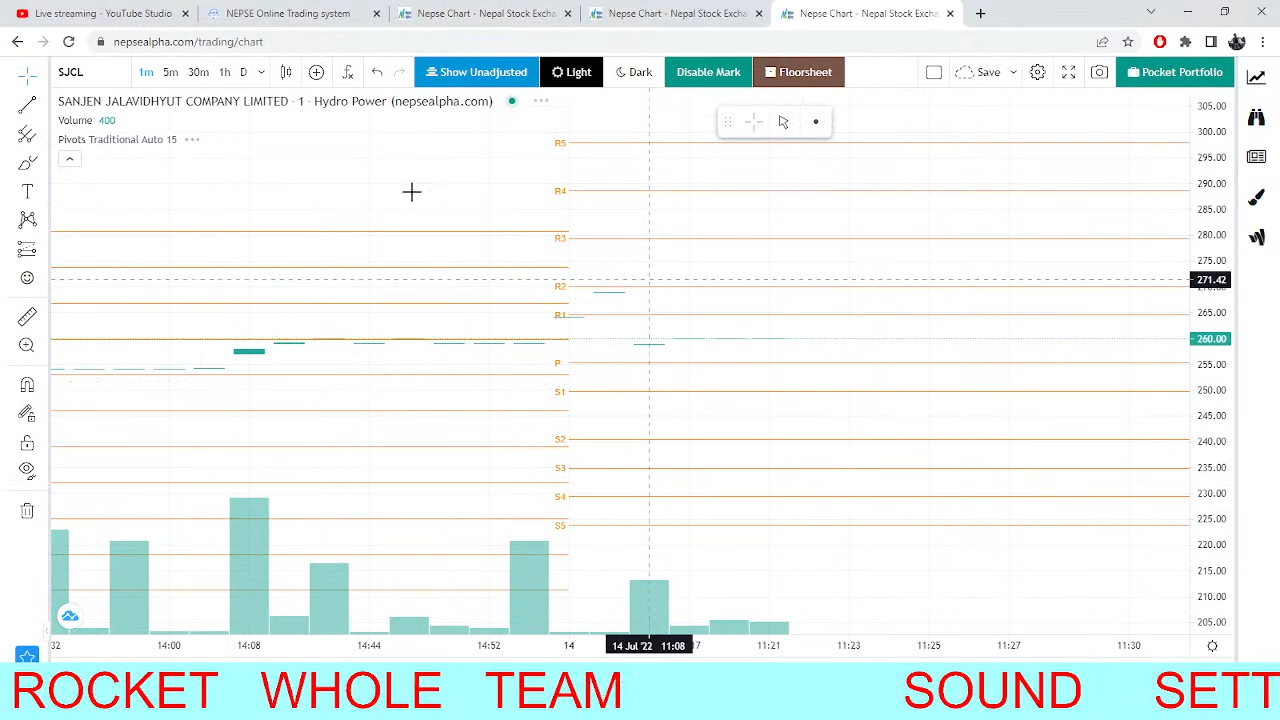 Live streaming - YouTube Studio
NEPSE Online Trading system
Nepse Chart - Nepal Stock Excha
Nepse Chart - Nepal Stock Excha
Nepse Chart - Nepal Stock Excha
nepsealpha.com/trading/chart
SJCL 1m 5m 30m 1h D Show Unadjusted Light Dark Disable Mark Floorsheet Save Pocket Portfolio
SANJEN JALAVIDHYUT COMPANY LIMITED · 1 · Hydro Power (nepsealpha.com)
Volume 400
Pivots Traditional Auto 15
R5
R4
R3
R2
R1
P
S1
S2
S3
S4
S5
305.00
300.00
295.00
290.00
285.00
280.00
275.00
271.42
265.00
260.00
255.00
250.00
245.00
240.00
235.00
230.00
225.00
220.00
215.00
210.00
205.00
32 14:00 14:08 14:44 14:52 14 14 Jul '22 11:08 17 11:21 11:23 11:25 11:27 11:30
ROCKET WHOLE TEAM SOUND SETT